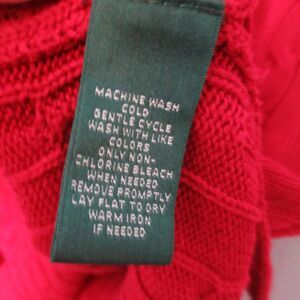 MACHINE WASH
COLD
GENTLE CYCLE
WASH WITH LIKE
COLORS
ONLY NON-
CHLORINE BLEACH
WHEN NEEDED
REMOVE PROMPTLY
LAY FLAT TO DRY
WARM IRON
IF NEEDED